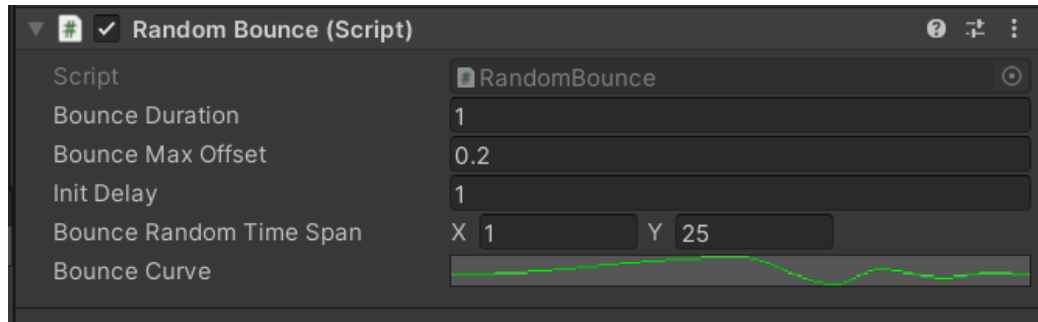 # Random Bounce (Script)
Script # RandomBounce
Bounce Duration 1
Bounce Max Offset 0.2
Init Delay 1
Bounce Random Time Span X 1 Y 25
Bounce Curve